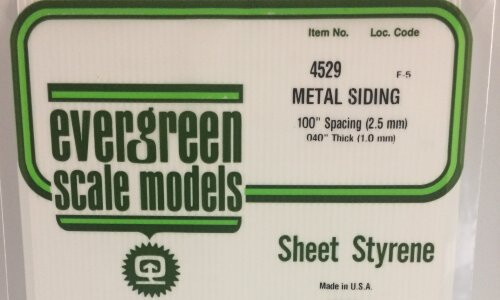 Item No. Loc. Code
4529 F-5
METAL SIDING
100" Spacing (2.5 mm)
.040" Thick (1.0 mm)
evergreen
scale models
Sheet Styrene
Made in U.S.A.